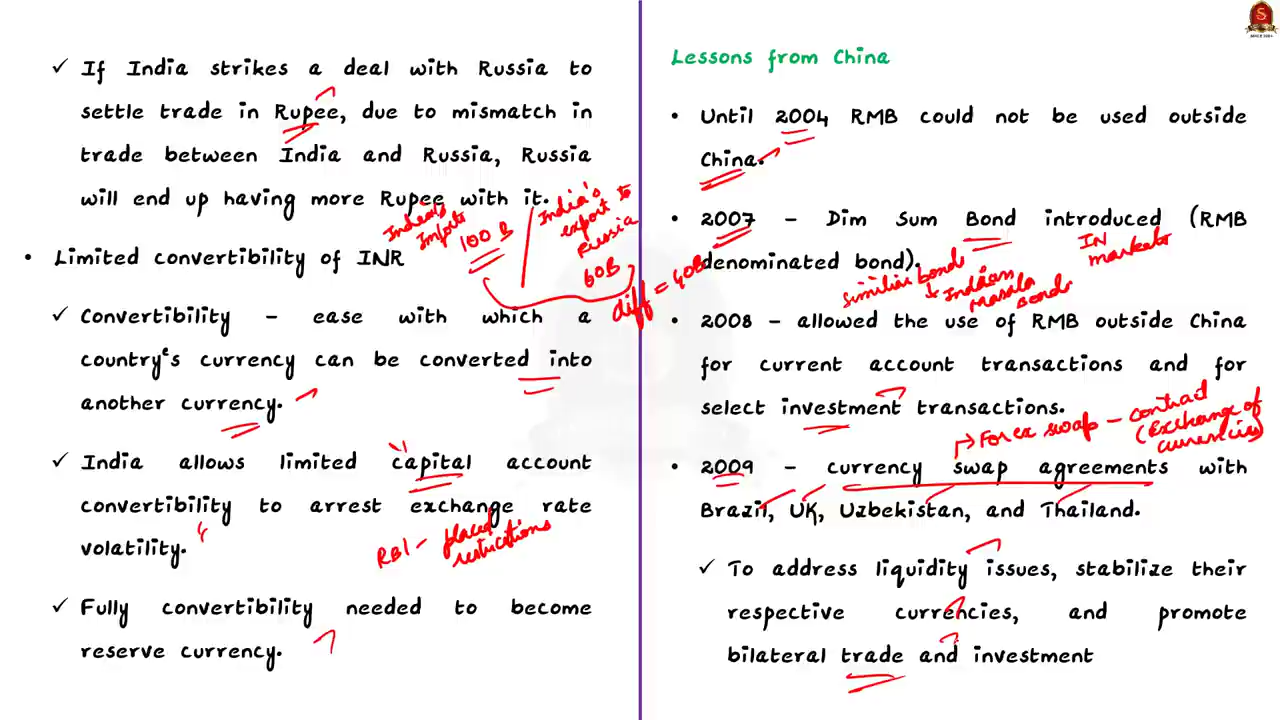 ✓ If India strikes a deal with Russia to
settle trade in Rupee, due to mismatch in
trade between India and Russia, Russia
will end up having more Rupee with it.
India's
Imports
100 B
India's
export to
Russia
60B
diff = 40B
• Limited convertibility of INR
✓ Convertibility – ease with which a
country's currency can be converted into
another currency.
✓ India allows limited capital account
convertibility to arrest exchange rate
volatility.
RBI – placed
restrictions
✓ Fully convertibility needed to become
reserve currency.
Lessons from China
• Until 2004 RMB could not be used outside
China.
• 2007 – Dim Sum Bond introduced (RMB
denominated bond).
IN
markets
Similiar bond
↓ Indian
Masala
Bonds
• 2008 – allowed the use of RMB outside China
for current account transactions and for
select investment transactions.
Forex swap – contract
(Exchange of
currencies)
• 2009 – currency swap agreements with
Brazil, UK, Uzbekistan, and Thailand.
✓ To address liquidity issues, stabilize their
respective currencies, and promote
bilateral trade and investment